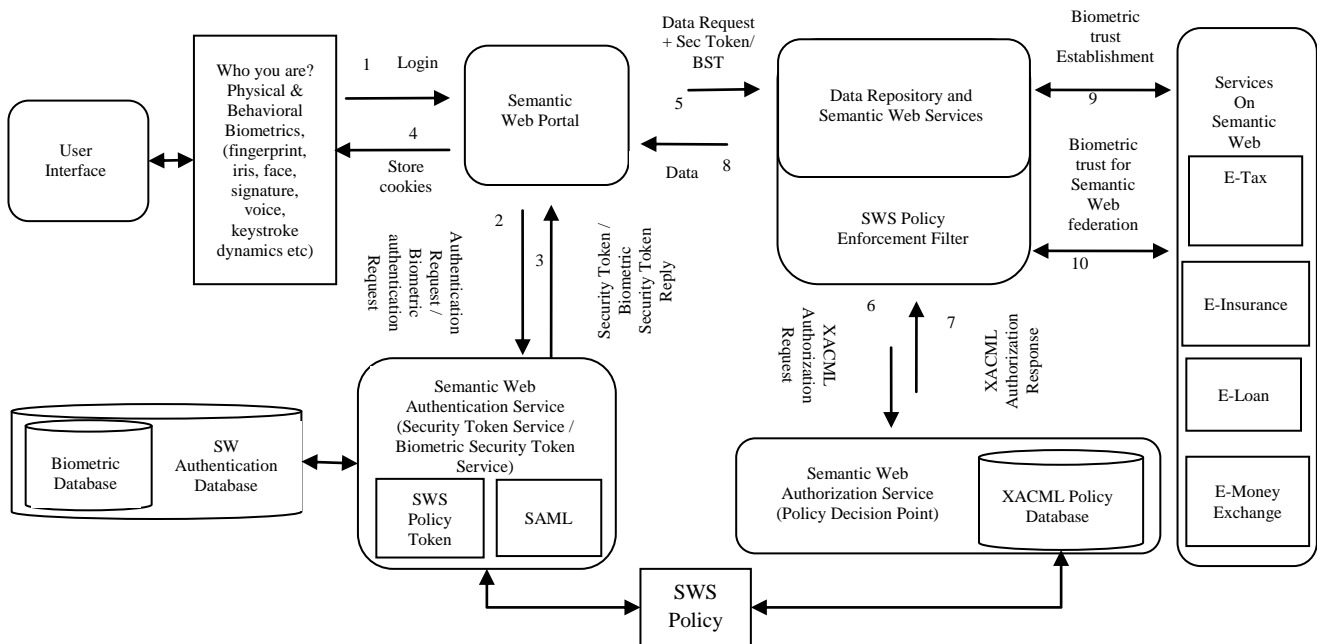 User
Interface
Who you are?
Physical &
Behavioral
Biometrics,
(fingerprint,
iris, face,
signature,
voice,
keystroke
dynamics etc)
1
Login
4
Store
cookies
Semantic
Web Portal
Data Request
+ Sec Token/
BST
5
8
Data
Data Repository and
Semantic Web Services
SWS Policy
Enforcement Filter
Biometric
trust
Establishment
9
Biometric
trust for
Semantic
Web
federation
10
Services
On
Semantic
Web
E-Tax
E-Insurance
E-Loan
E-Money
Exchange
2
Authentication
Request /
Biometric
authentication
Request
3
Security Token /
Biometric
Security Token
Reply
6
XACML
Authorization
Request
7
XACML
Authorization
Response
Biometric
Database
SW
Authentication
Database
Semantic Web
Authentication Service
(Security Token Service /
Biometric Security Token
Service)
SWS
Policy
Token
SAML
Semantic Web
Authorization Service
(Policy Decision Point)
XACML Policy
Database
SWS
Policy